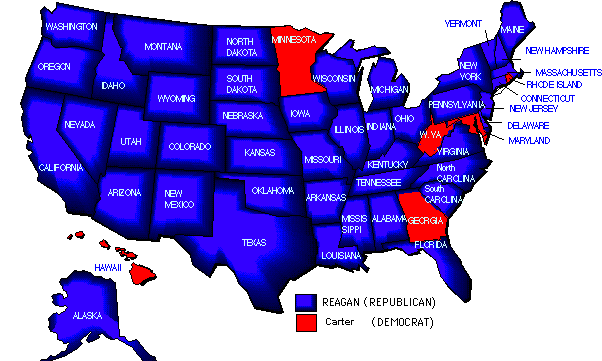 WASHINGTON
MONTANA
NORTH
DAKOTA
MINNESOTA
VERMONT
MAINE
OREGON
IDAHO
SOUTH
DAKOTA
WISCONSIN
MICHIGAN
NEW
YORK
NEW HAMPSHIRE
MASSACHUSETTS
RHODE ISLAND
CONNECTICUT
WYOMING
NEBRASKA
IOWA
ILLINOIS
INDIANA
OHIO
PENNSYLVANIA
NEW JERSEY
DELAWARE
MARYLAND
NEVADA
UTAH
COLORADO
KANSAS
MISSOURI
KENTUCKY
W. VA
VIRGINIA
CALIFORNIA
ARIZONA
NEW
MEXICO
OKLAHOMA
ARKANSAS
TENNESSEE
North
CARCLINA
South
CARCLINA
TEXAS
LOUISIANA
MISSIS
SIPPI
ALABAMA
GEORGIA
FLORIDA
HAWAII
ALASKA
REAGAN (REPUBLICAN)
Carter (DEMOCRAT)